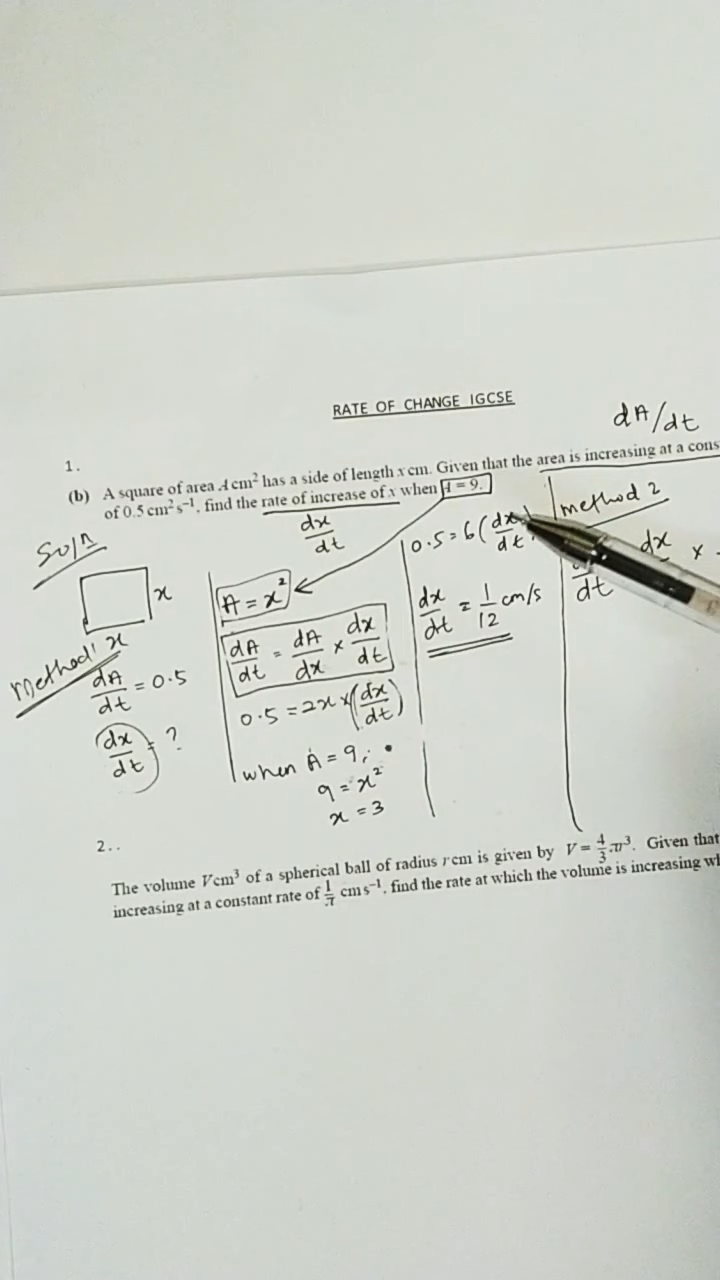 RATE OF CHANGE IGCSE
dA/dt
1.
(b) A square of area A cm² has a side of length x cm. Given that the area is increasing at a cons
of 0.5 cm² s⁻¹, find the rate of increase of x when A = 9.
dx/dt
Sol n
x
x
Method 1
dA/dt = 0.5
dx/dt = ?
A = x²
dA/dt = dA/dx × dx/dt
0.5 = 2x × (dx/dt)
when A = 9,
9 = x²
x = 3
0.5 = 6 (dx/dt)
dx/dt = 1/12 cm/s
method 2
dt
dx
×
2..
The volume V cm³ of a spherical ball of radius r cm is given by V = 4/3 πr³. Given that
increasing at a constant rate of 1/π cm s⁻¹, find the rate at which the volume is increasing